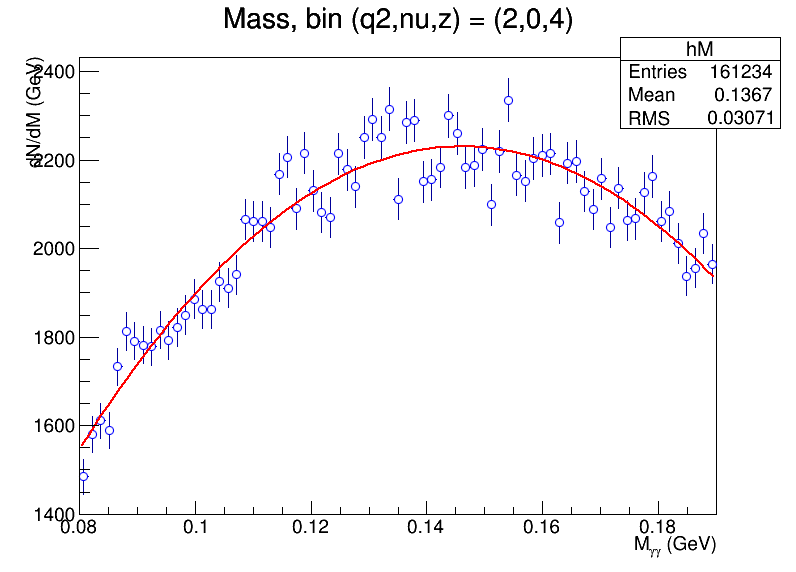 Mass, bin (q2,nu,z) = (2,0,4)
hM
Entries 161234
Mean 0.1367
RMS 0.03071
dN/dM (GeV)
2400
2200
2000
1800
1600
1400
0.08 0.1 0.12 0.14 0.16 0.18
Mγγ (GeV)